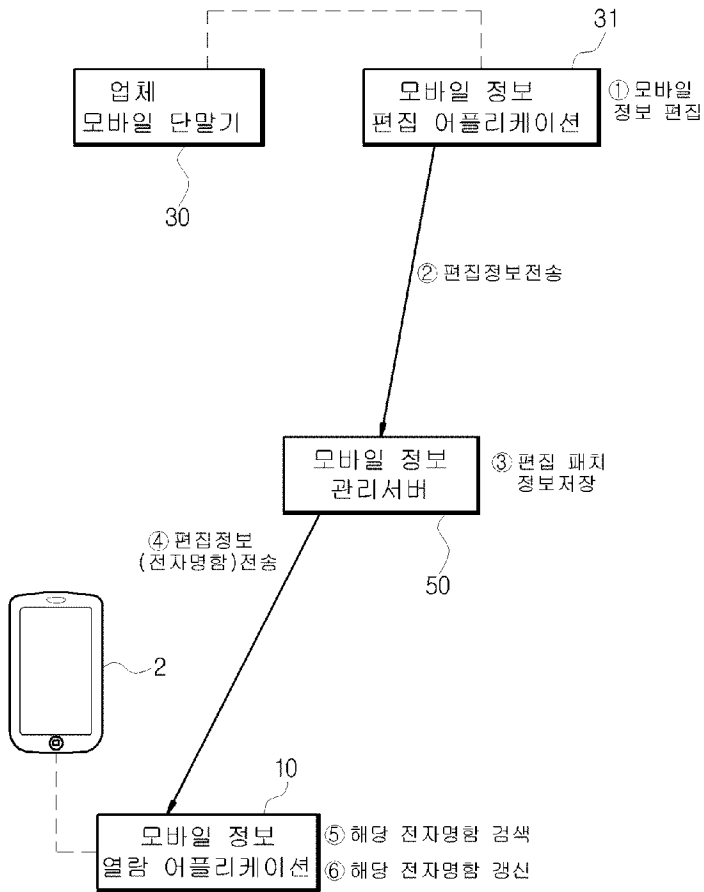 31
업체
모바일 단말기
모바일 정보
편집 어플리케이션
① 모바일
정보 편집
30
② 편집정보전송
모바일 정보
관리서버
③ 편집 패치
정보저장
④ 편집정보
(전자명함)전송
50
2
10
모바일 정보
열람 어플리케이션
⑤ 해당 전자명함 검색
⑥ 해당 전자명함 갱신